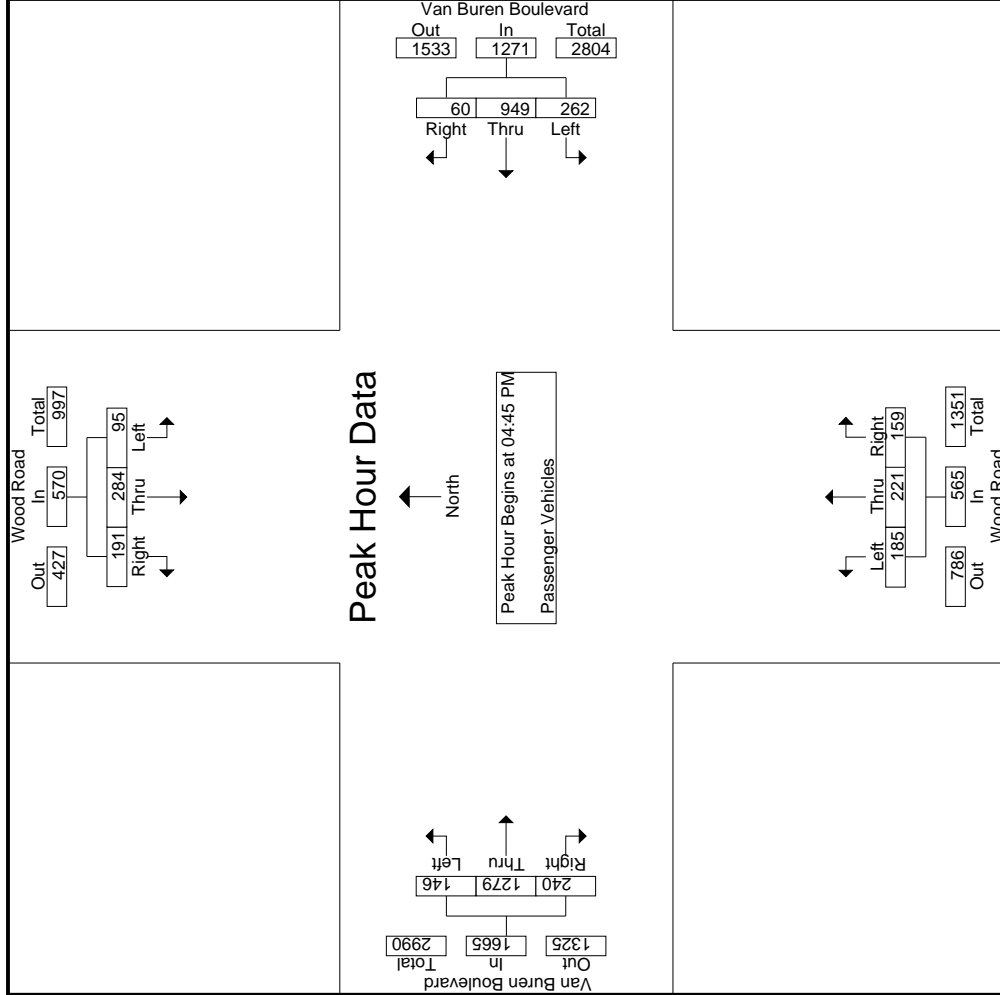 Van Buren Boulevard
Out In Total
1533 1271 2804
60 949 262
Right Thru Left
Wood Road
Out In Total
427 570 997
191 284 95
Right Thru Left
Peak Hour Data
North
Peak Hour Begins at 04:45 PM
Passenger Vehicles
Left Thru Right
185 221 159
786 565 1351
Out In Total
Wood Road
Left Thru Right
146 1279 240
2990 1665 1325
Total In Out
Van Buren Boulevard